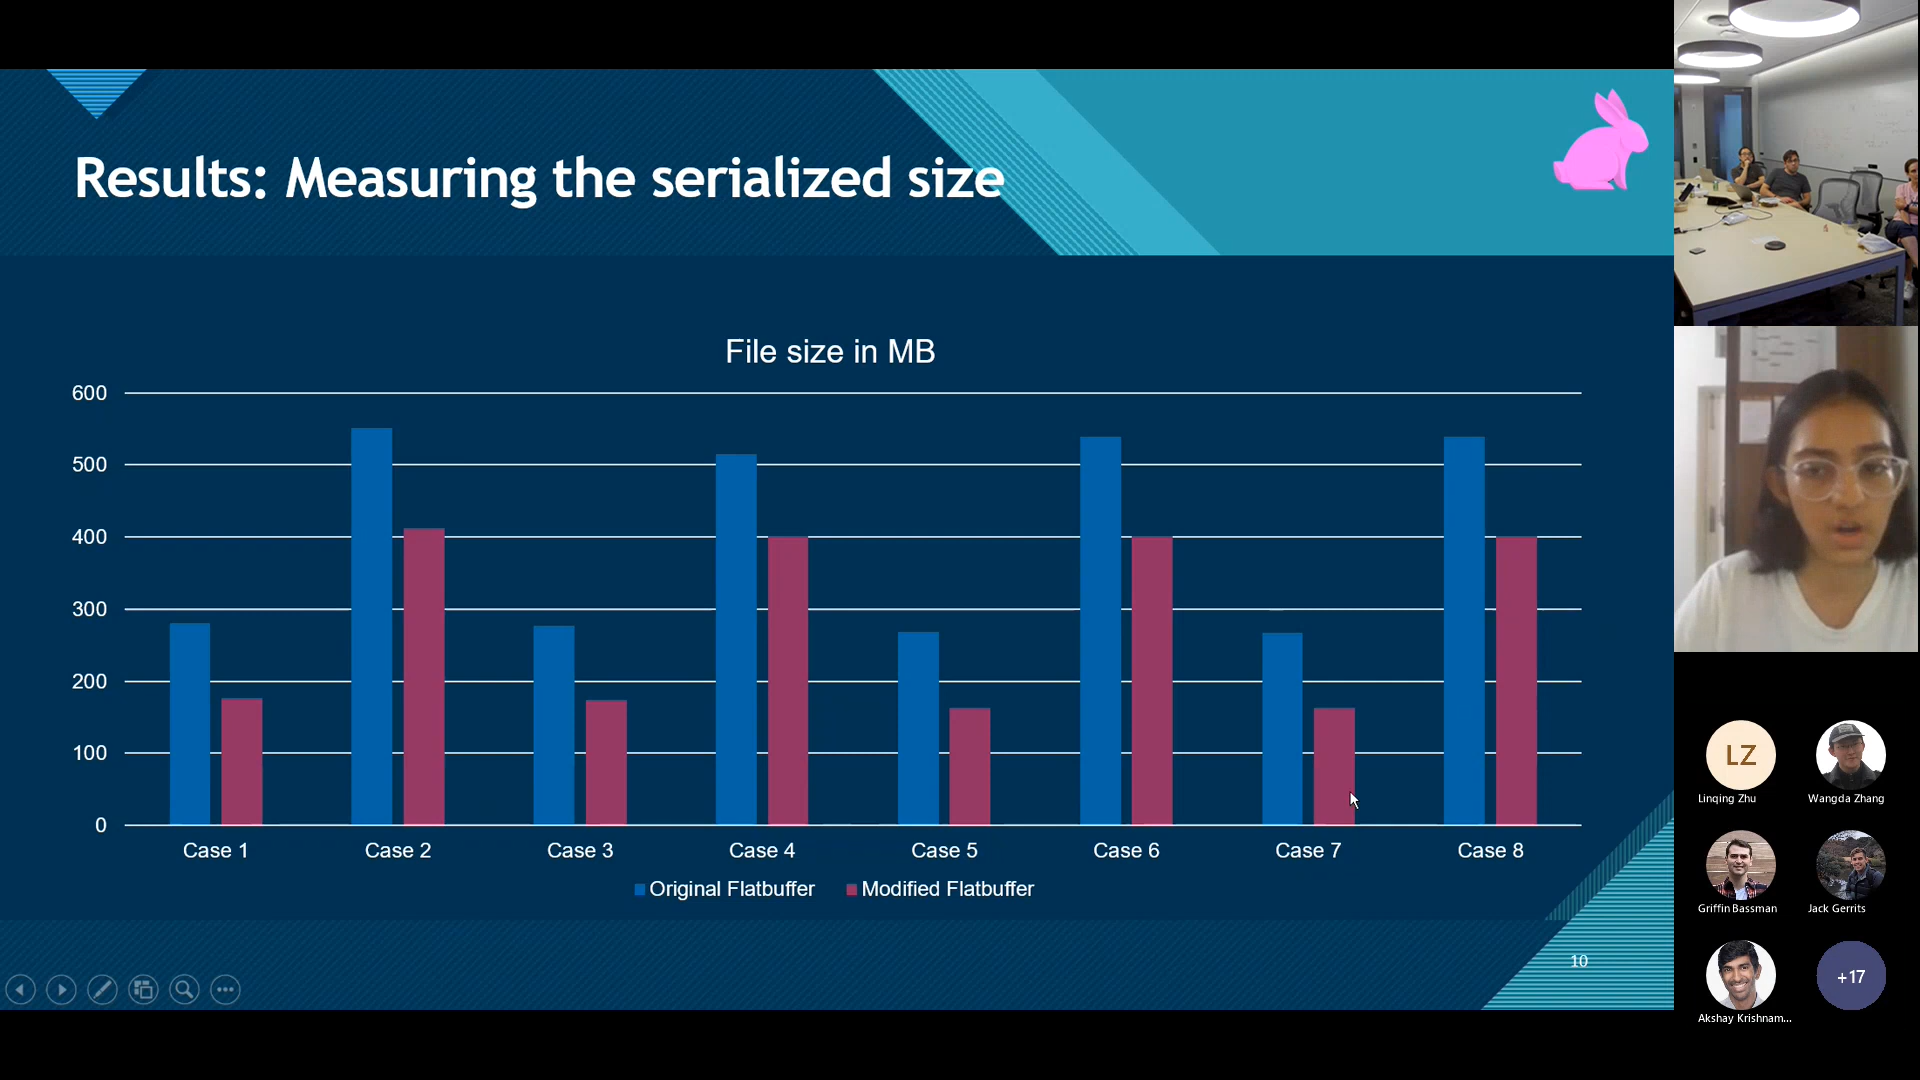 Results: Measuring the serialized size
File size in MB
600
500
400
300
200
100
0
Case 1 Case 2 Case 3 Case 4 Case 5 Case 6 Case 7 Case 8
Original Flatbuffer Modified Flatbuffer
10
LZ
Linqing Zhu Wangda Zhang
Griffin Bassman Jack Gerrits
Akshay Krishnam...
+17